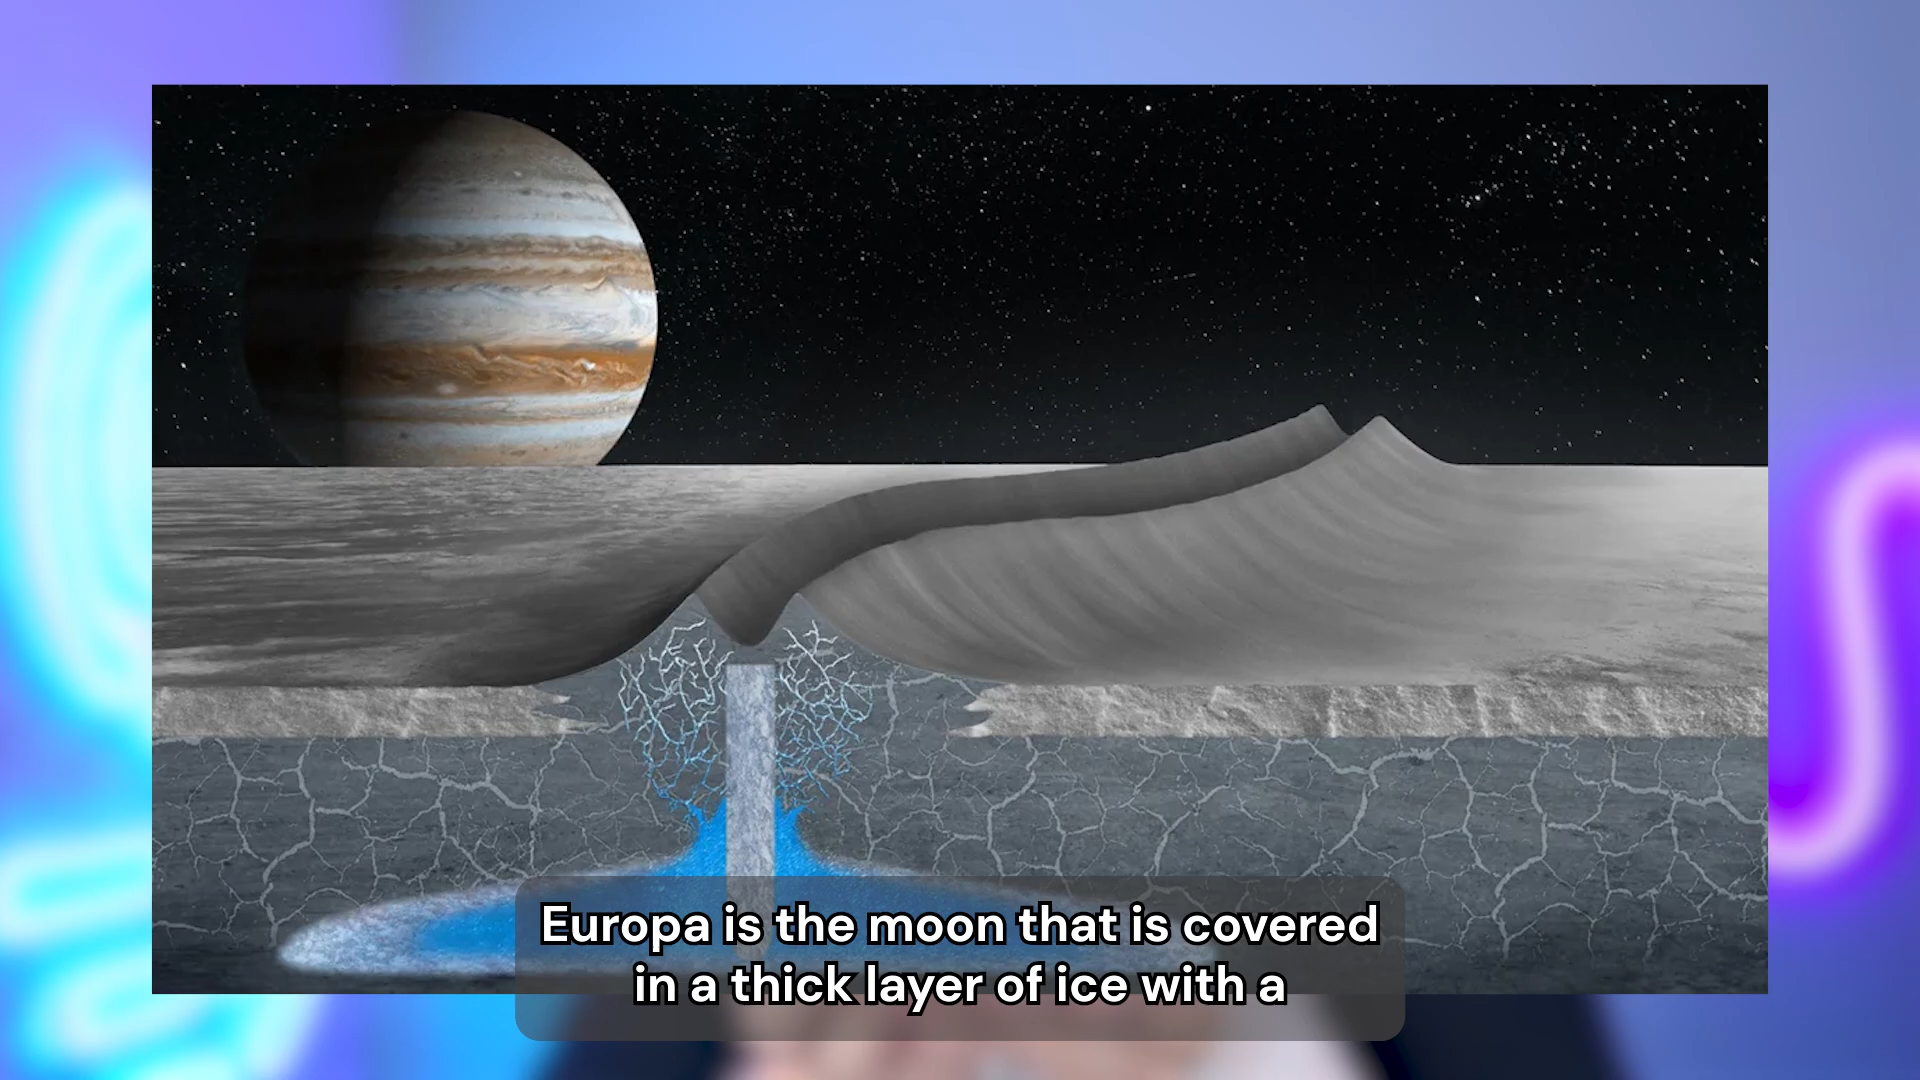 Europa is the moon that is covered
in a thick layer of ice with a